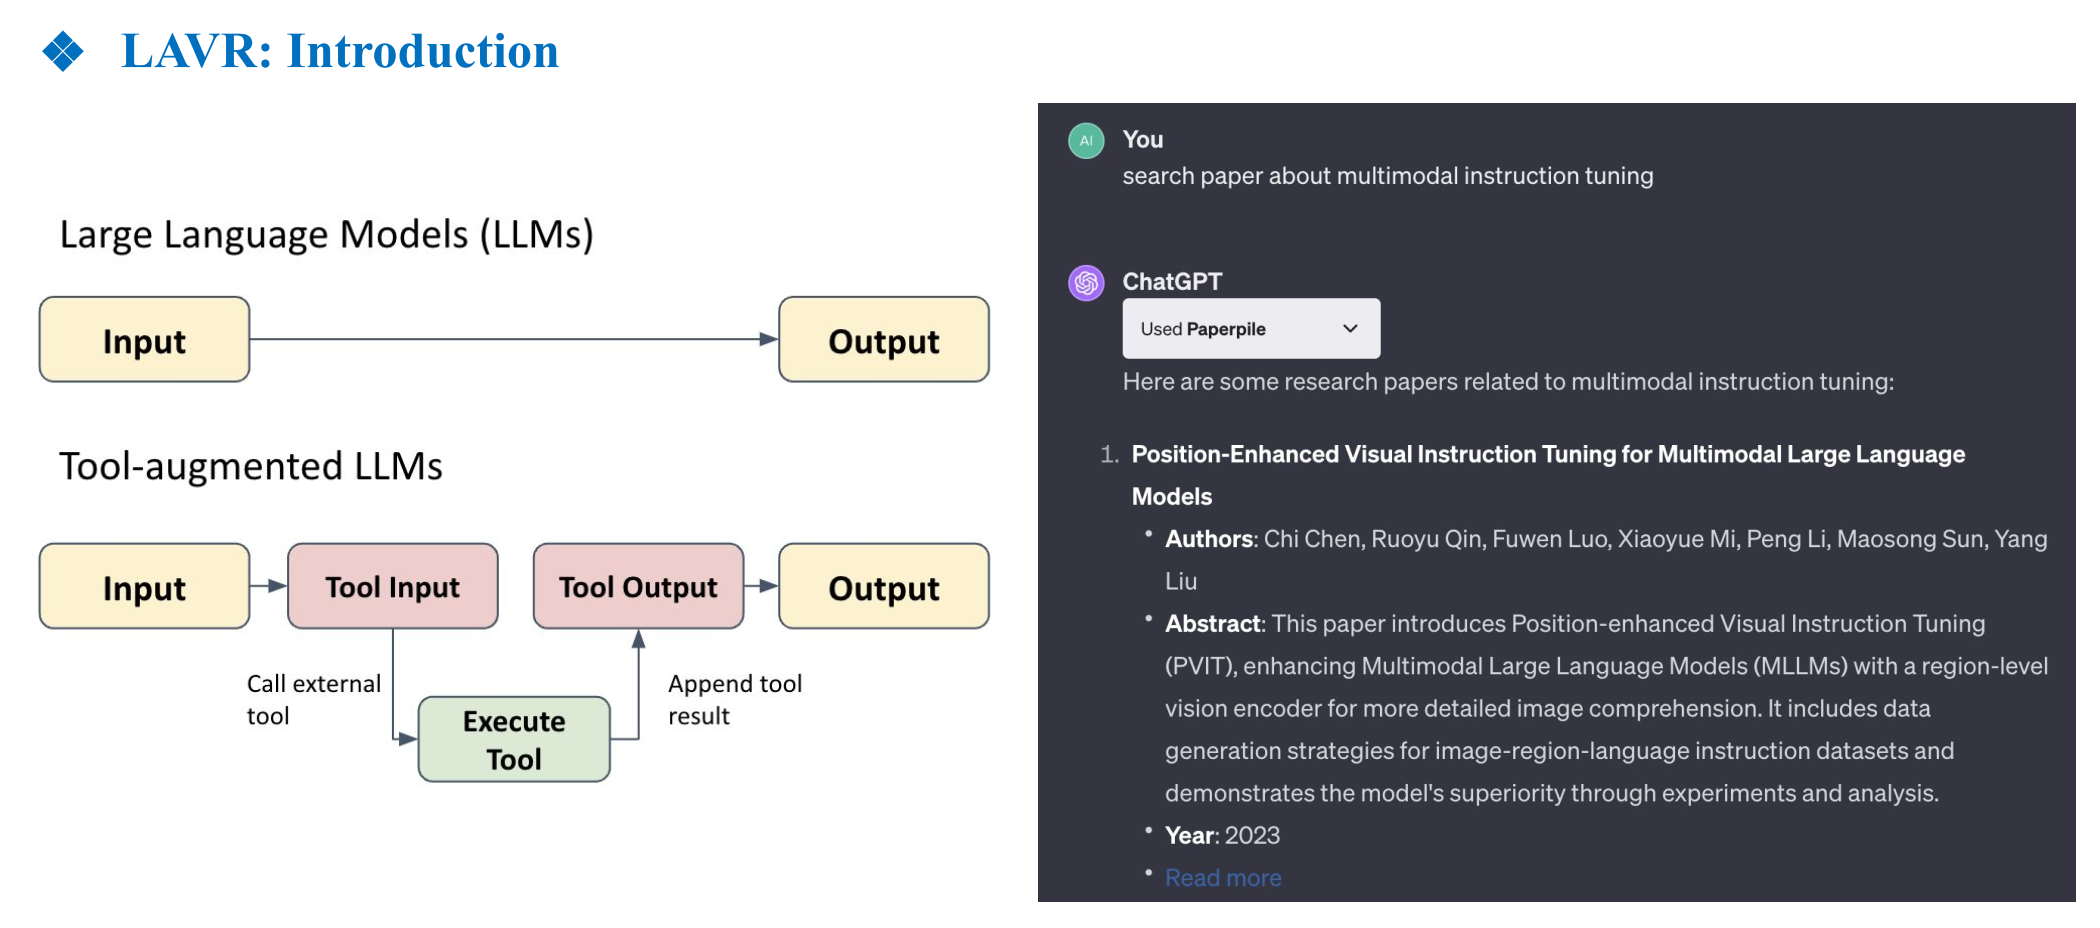 LAVR: Introduction
Large Language Models (LLMs)
Input
Output
Tool-augmented LLMs
Input
Tool Input
Tool Output
Output
Call external
tool
Execute
Tool
Append tool
result
AI
You
search paper about multimodal instruction tuning
ChatGPT
Used Paperpile
Here are some research papers related to multimodal instruction tuning:
1. Position-Enhanced Visual Instruction Tuning for Multimodal Large Language
Models
• Authors: Chi Chen, Ruoyu Qin, Fuwen Luo, Xiaoyue Mi, Peng Li, Maosong Sun, Yang
Liu
• Abstract: This paper introduces Position-enhanced Visual Instruction Tuning
(PVIT), enhancing Multimodal Large Language Models (MLLMs) with a region-level
vision encoder for more detailed image comprehension. It includes data
generation strategies for image-region-language instruction datasets and
demonstrates the model's superiority through experiments and analysis.
• Year: 2023
• Read more